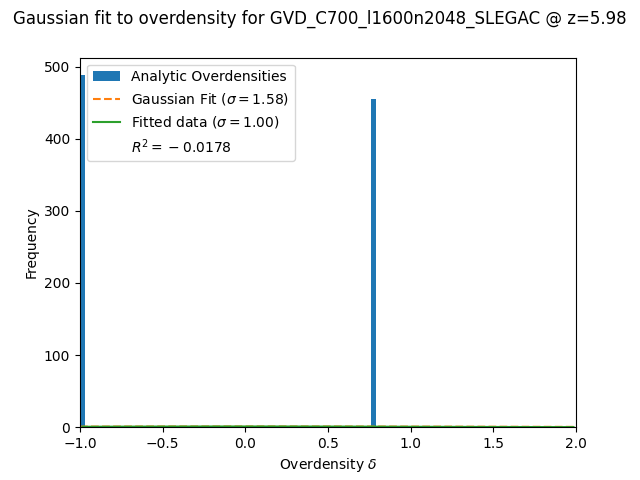 Gaussian fit to overdensity for GVD_C700_l1600n2048_SLEGAC @ z=5.98
Analytic Overdensities
Gaussian Fit (σ = 1.58)
Fitted data (σ = 1.00)
R² = −0.0178
Frequency
500
400
300
200
100
0
−1.0
−0.5
0.0
0.5
1.0
1.5
2.0
Overdensity δ